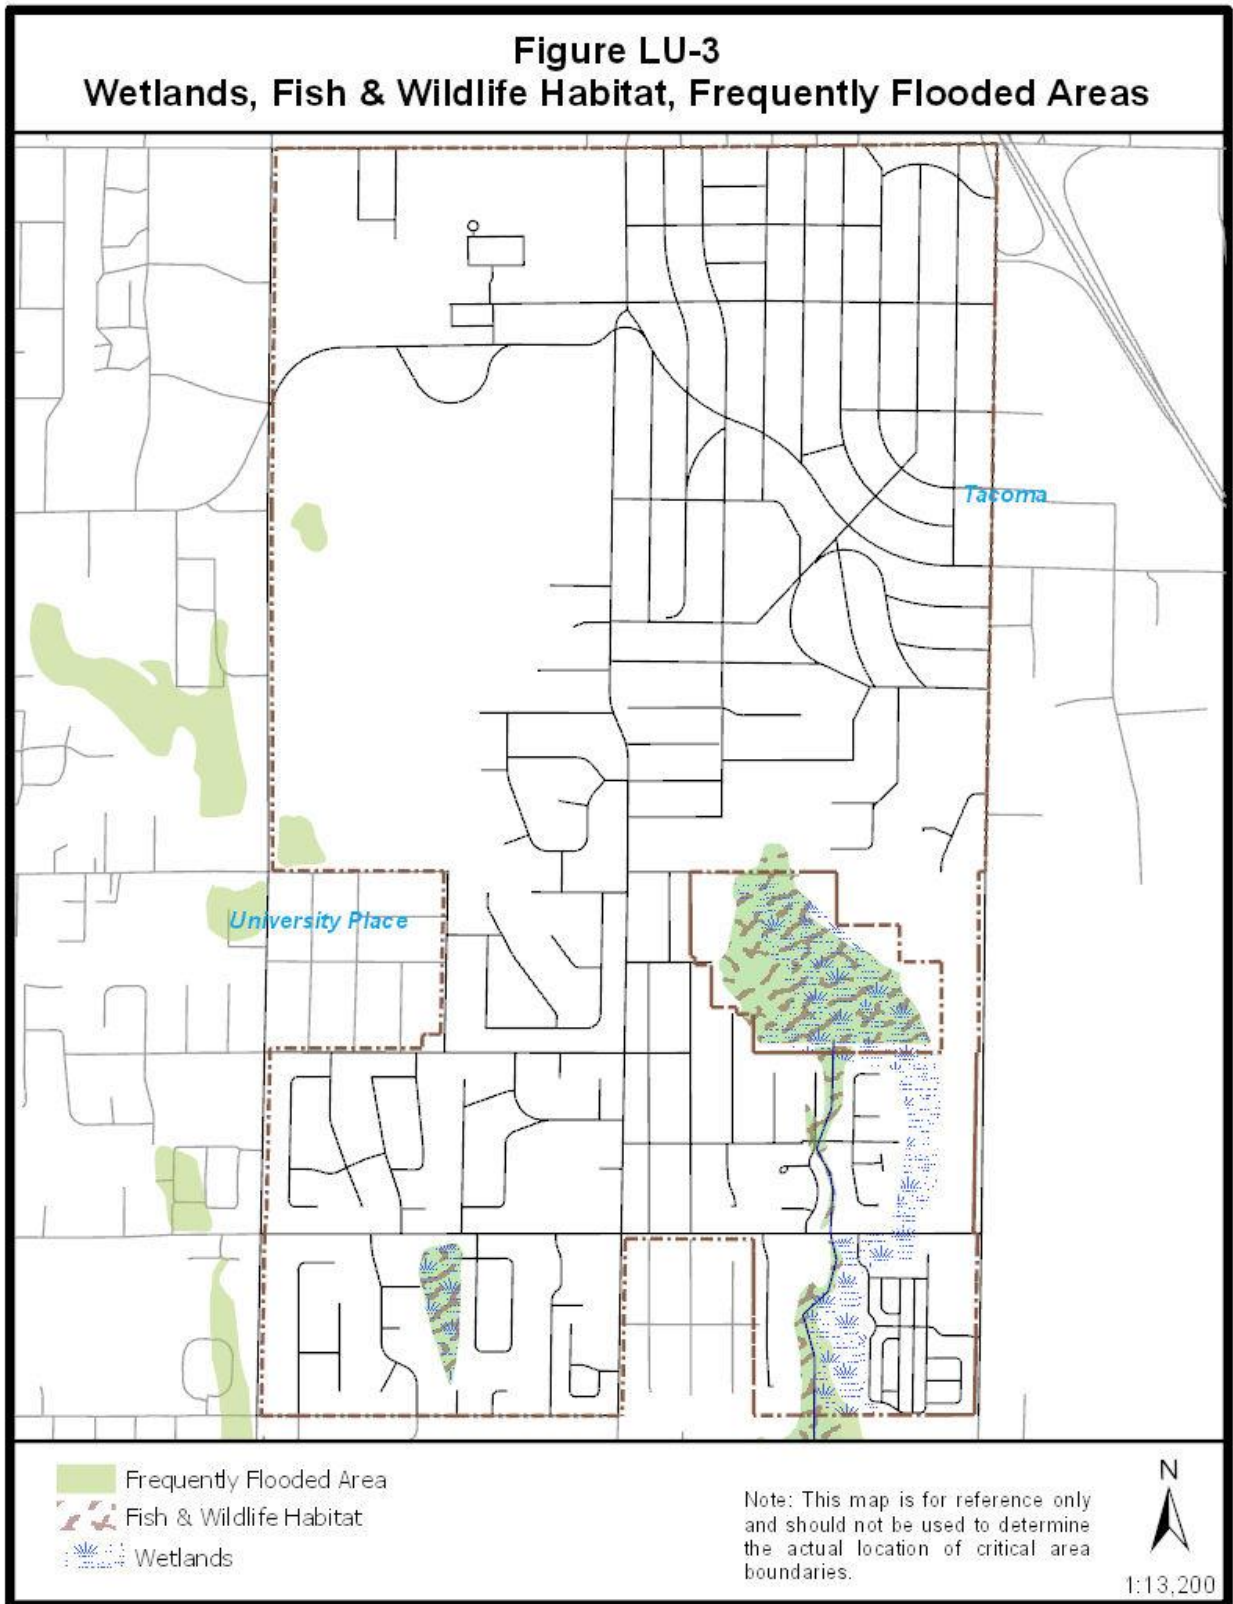 Figure LU-3
Wetlands, Fish & Wildlife Habitat, Frequently Flooded Areas
Tacoma
University Place
Frequently Flooded Area
Fish & Wildlife Habitat
Wetlands
Note: This map is for reference only
and should not be used to determine
the actual location of critical area
boundaries.
N
1:13,200